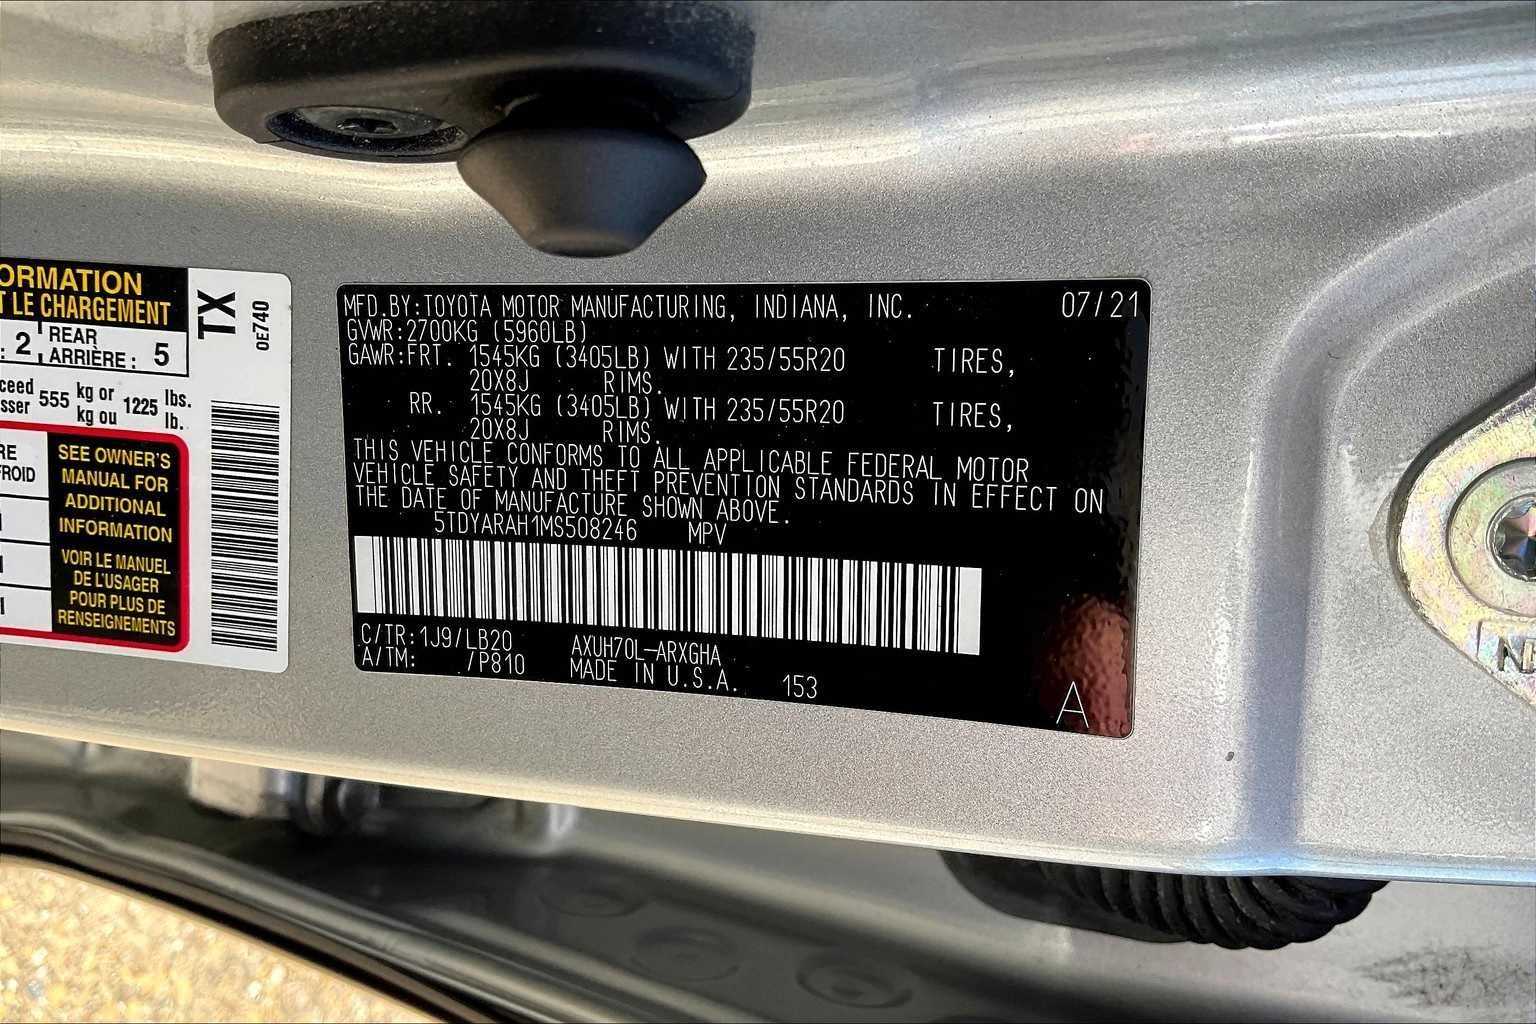 ORMATION
T LE CHARGEMENT
: 2 REAR
ARRIÈRE : 5
ceed 555 kg or 1225 lbs.
sser kg ou lb.
RE
FROID
SEE OWNER'S
MANUAL FOR
ADDITIONAL
INFORMATION
VOIR LE MANUEL
DE L'USAGER
POUR PLUS DE
RENSEIGNEMENTS
TX
0E740
MFD.BY:TOYOTA MOTOR MANUFACTURING, INDIANA, INC. 07/21
GVWR:2700KG (5960LB)
GAWR:FRT. 1545KG (3405LB) WITH 235/55R20 TIRES,
20X8J RIMS.
RR. 1545KG (3405LB) WITH 235/55R20 TIRES,
20X8J RIMS.
THIS VEHICLE CONFORMS TO ALL APPLICABLE FEDERAL MOTOR
VEHICLE SAFETY AND THEFT PREVENTION STANDARDS IN EFFECT ON
THE DATE OF MANUFACTURE SHOWN ABOVE.
5TDYARAH1MS508246 MPV
C/TR:1J9/LB20 AXUH70L-ARXGHA
A/TM: /P810 MADE IN U.S.A. 153
A